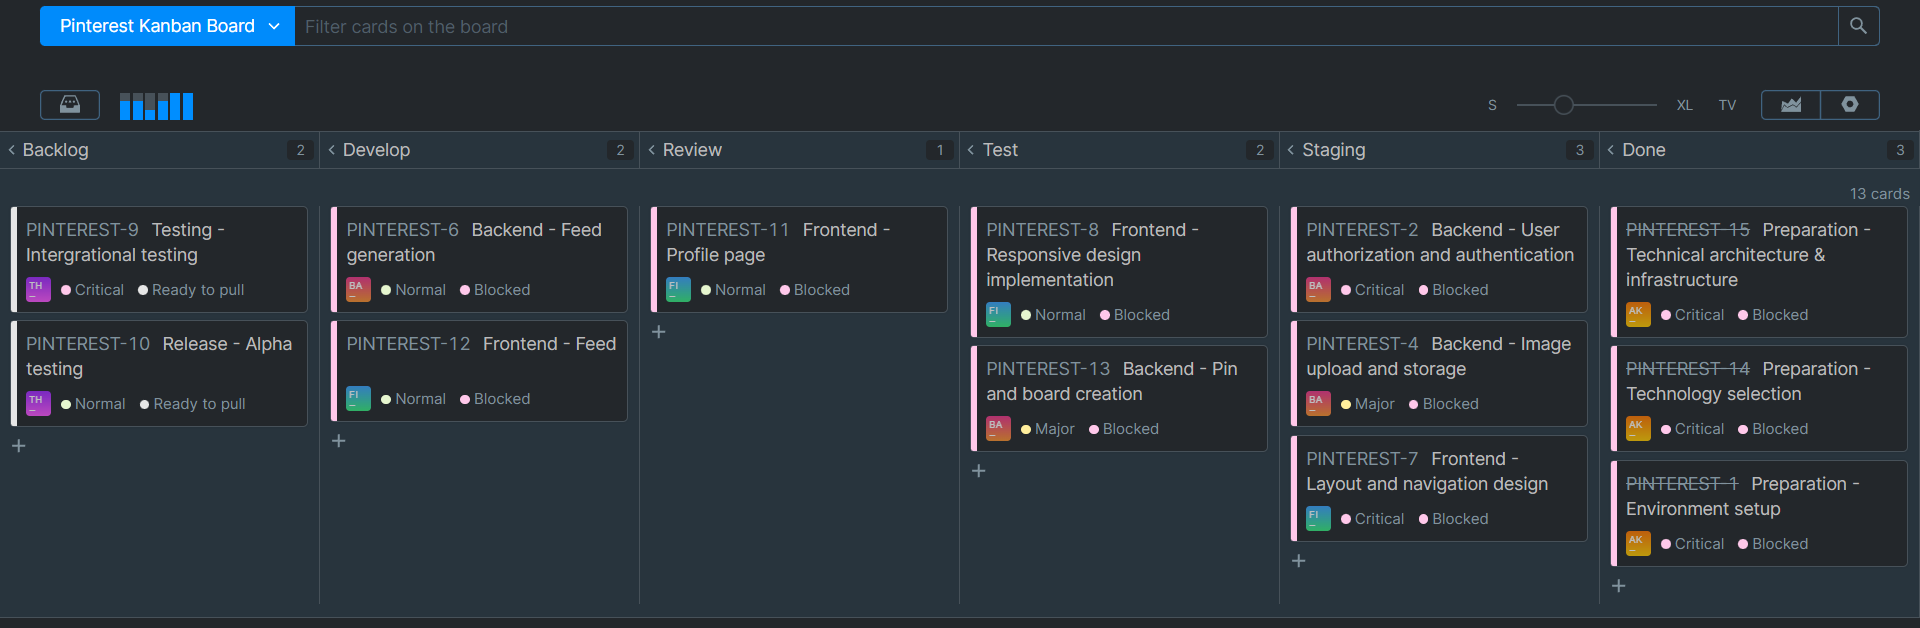 Pinterest Kanban Board
Filter cards on the board
S
XL
TV
Backlog 2
Develop 2
Review 1
Test 2
Staging 3
Done 3
13 cards
PINTEREST-9 Testing -
Intergrational testing
TH
Critical
Ready to pull
PINTEREST-10 Release - Alpha
testing
TH
Normal
Ready to pull
PINTEREST-6 Backend - Feed
generation
BA
Normal
Blocked
PINTEREST-12 Frontend - Feed
FI
Normal
Blocked
PINTEREST-11 Frontend -
Profile page
FI
Normal
Blocked
PINTEREST-8 Frontend -
Responsive design
implementation
FI
Normal
Blocked
PINTEREST-13 Backend - Pin
and board creation
BA
Major
Blocked
PINTEREST-2 Backend - User
authorization and authentication
BA
Critical
Blocked
PINTEREST-4 Backend - Image
upload and storage
BA
Major
Blocked
PINTEREST-7 Frontend -
Layout and navigation design
FI
Critical
Blocked
PINTEREST-15 Preparation -
Technical architecture &
infrastructure
AK
Critical
Blocked
PINTEREST-14 Preparation -
Technology selection
AK
Critical
Blocked
PINTEREST-1 Preparation -
Environment setup
AK
Critical
Blocked